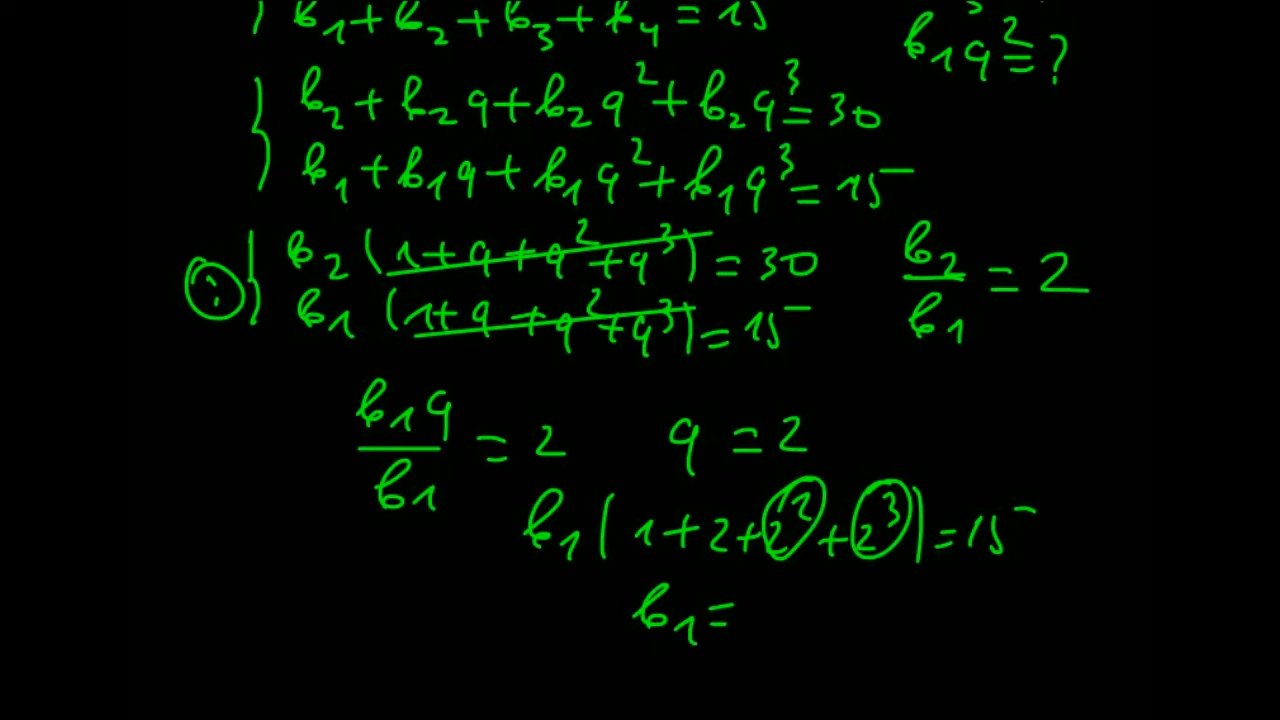 b₁+b₂+b₃+b₄=15
b₁q²=?
b₂+b₂q+b₂q²+b₂q³=30
b₁+b₁q+b₁q²+b₁q³=15
b₂(1+q+q²+q³)=30
b₂/b₁=2
: b₁(1+q+q²+q³)=15
b₁q/b₁=2 q=2
b₁(1+2+2²+2³)=15
b₁=